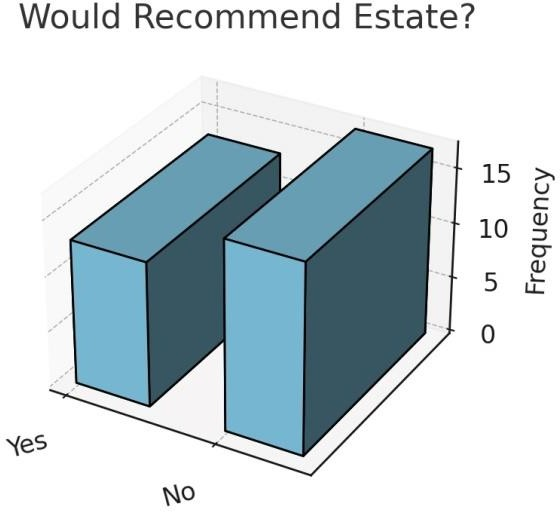 Would Recommend Estate?
15
10
5
0
Frequency
Yes
No